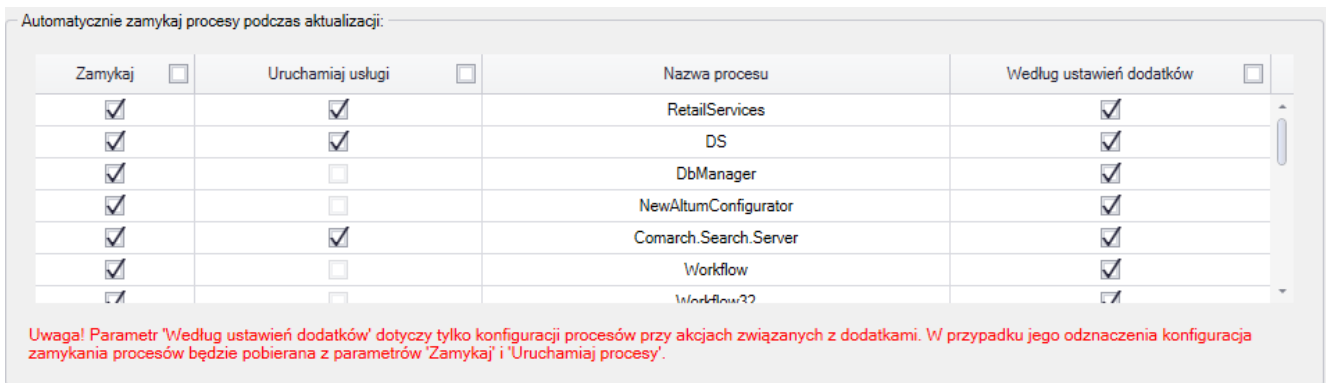 Automatycznie zamykaj procesy podczas aktualizacji:
Zamykaj Uruchamiaj usługi Nazwa procesu Według ustawień dodatków
RetailServices
DS
DbManager
NewAltumConfigurator
Comarch.Search.Server
Workflow
Workflow32
Uwaga! Parametr 'Według ustawień dodatków' dotyczy tylko konfiguracji procesów przy akcjach związanych z dodatkami. W przypadku jego odznaczenia konfiguracja
zamykania procesów będzie pobierana z parametrów 'Zamykaj' i 'Uruchamiaj procesy'.